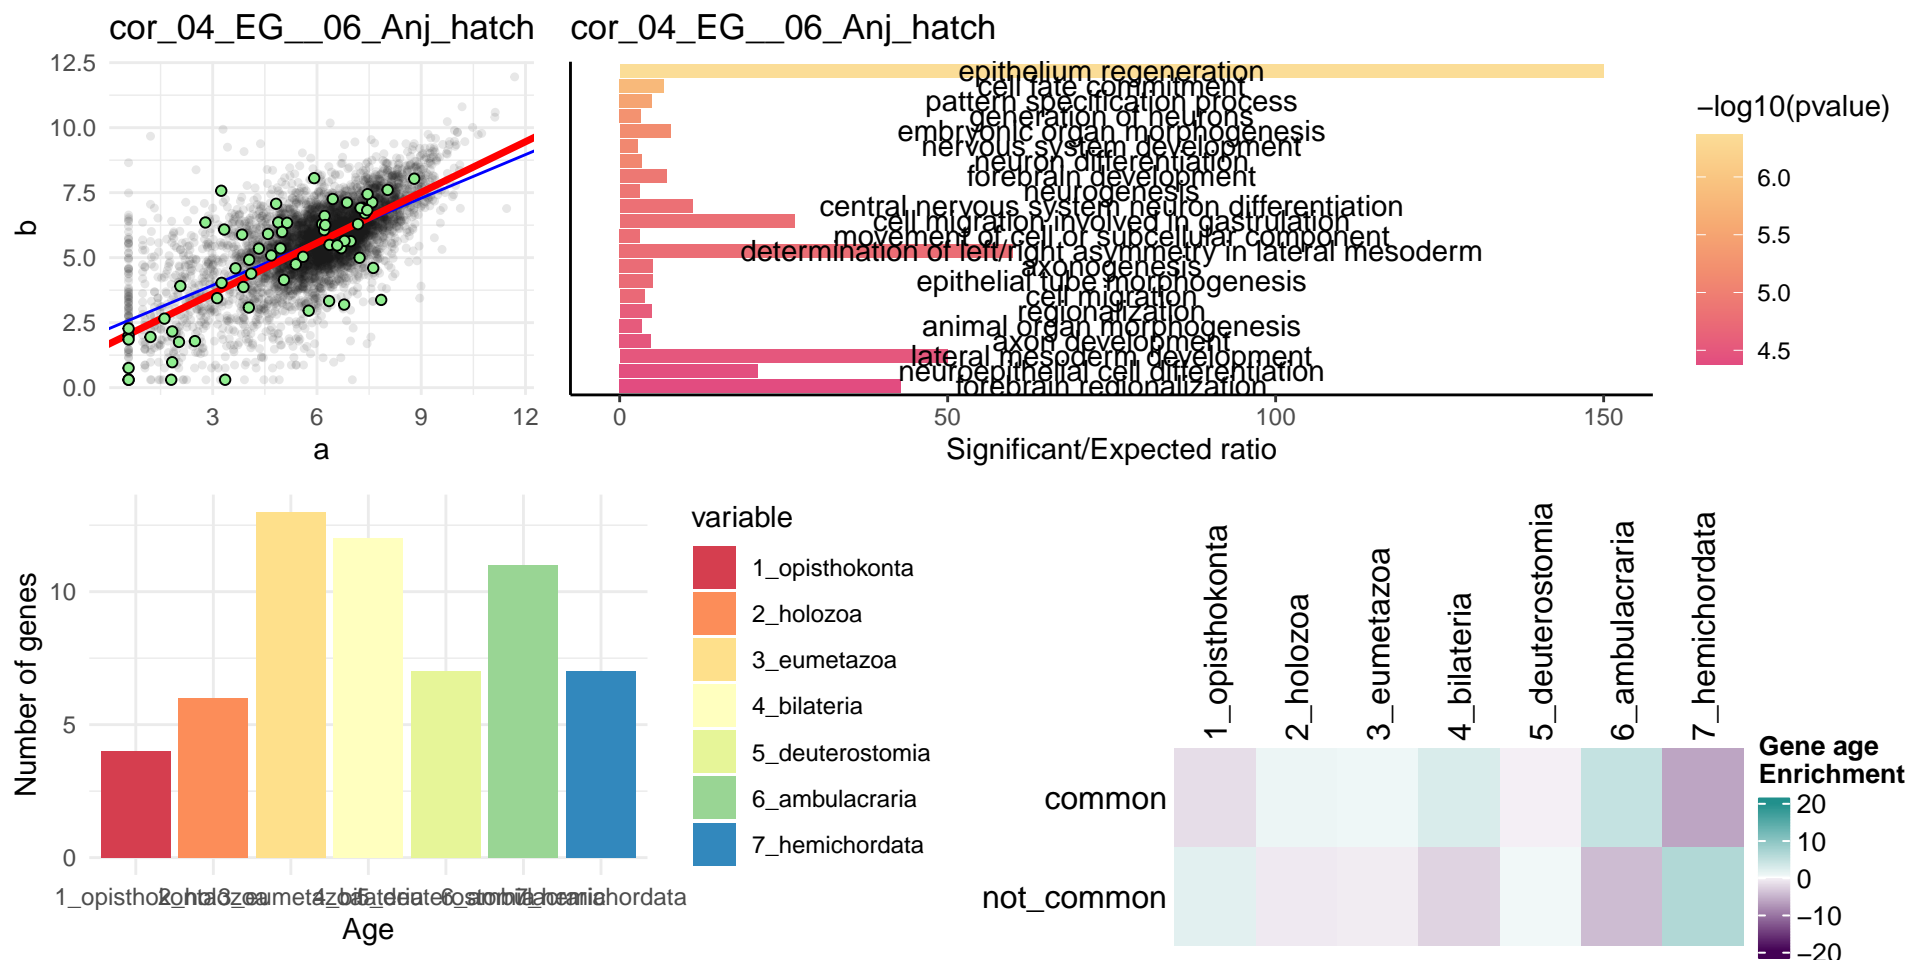 cor_04_EG__06_Anj_hatch
12.5
10.0
7.5
5.0
2.5
0.0
b
3
6
9
12
a
cor_04_EG__06_Anj_hatch
epithelium regeneration
cell fate commitment
pattern specification process
generation of neurons
embryonic organ morphogenesis
nervous system development
neuron differentiation
forebrain development
neurogenesis
central nervous system neuron differentiation
cell migration involved in gastrulation
movement of cell or subcellular component
determination of left/right asymmetry in lateral mesoderm
axonogenesis
epithelial tube morphogenesis
cell migration
regionalization
animal organ morphogenesis
axon development
lateral mesoderm development
neuroepithelial cell differentiation
forebrain regionalization
0
50
100
150
Significant/Expected ratio
−log10(pvalue)
6.0
5.5
5.0
4.5
Number of genes
10
5
0
1_opisthokonta
2_holozoa
3_eumetazoa
4_bilateria
5_deuterostomia
6_ambulacraria
7_hemichordata
Age
variable
1_opisthokonta
2_holozoa
3_eumetazoa
4_bilateria
5_deuterostomia
6_ambulacraria
7_hemichordata
1_opisthokonta
2_holozoa
3_eumetazoa
4_bilateria
5_deuterostomia
6_ambulacraria
7_hemichordata
common
not_common
Gene age
Enrichment
20
10
0
−10
−20